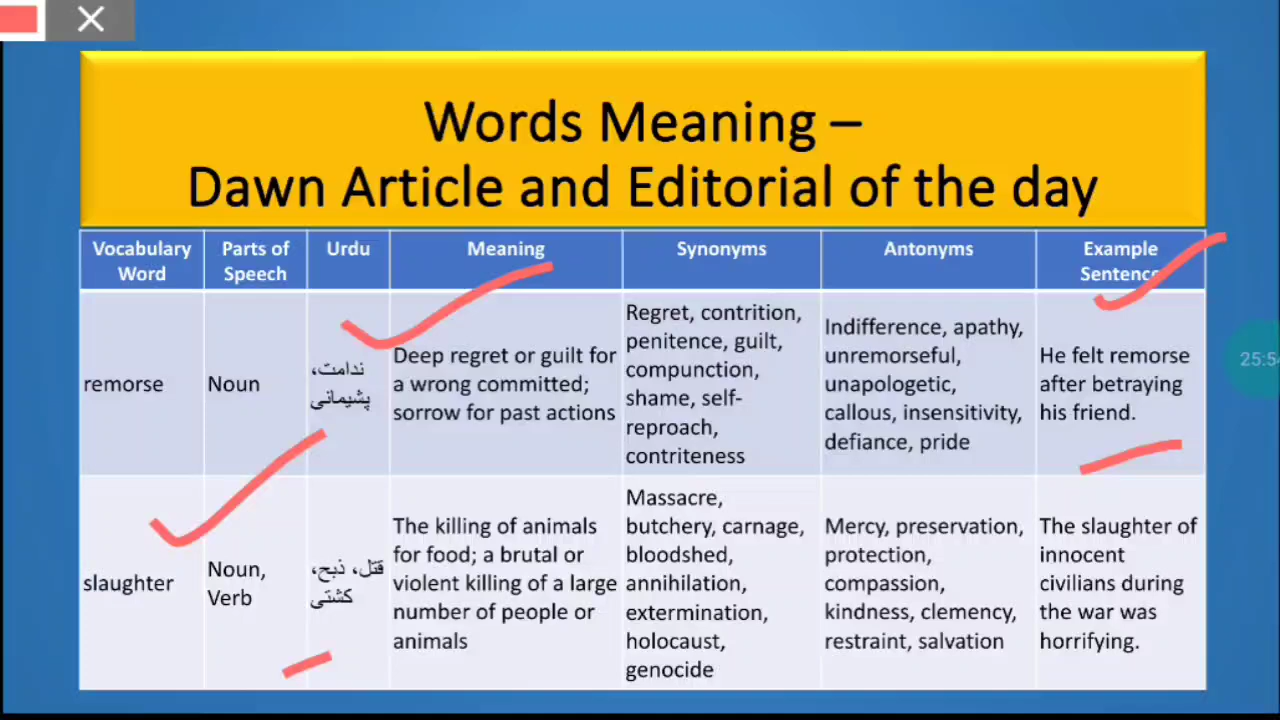 Words Meaning –
Dawn Article and Editorial of the day
Vocabulary
Word
Parts of
Speech
Urdu
Meaning
Synonyms
Antonyms
Example
Sentence
remorse
Noun
ندامت،
پشیمانی
Deep regret or guilt for
a wrong committed;
sorrow for past actions
Regret, contrition,
penitence, guilt,
compunction,
shame, self-
reproach,
contriteness
Indifference, apathy,
unremorseful,
unapologetic,
callous, insensitivity,
defiance, pride
He felt remorse
after betraying
his friend.
slaughter
Noun,
Verb
قتل، ذبح،
کشتی
The killing of animals
for food; a brutal or
violent killing of a large
number of people or
animals
Massacre,
butchery, carnage,
bloodshed,
annihilation,
extermination,
holocaust,
genocide
Mercy, preservation,
protection,
compassion,
kindness, clemency,
restraint, salvation
The slaughter of
innocent
civilians during
the war was
horrifying.